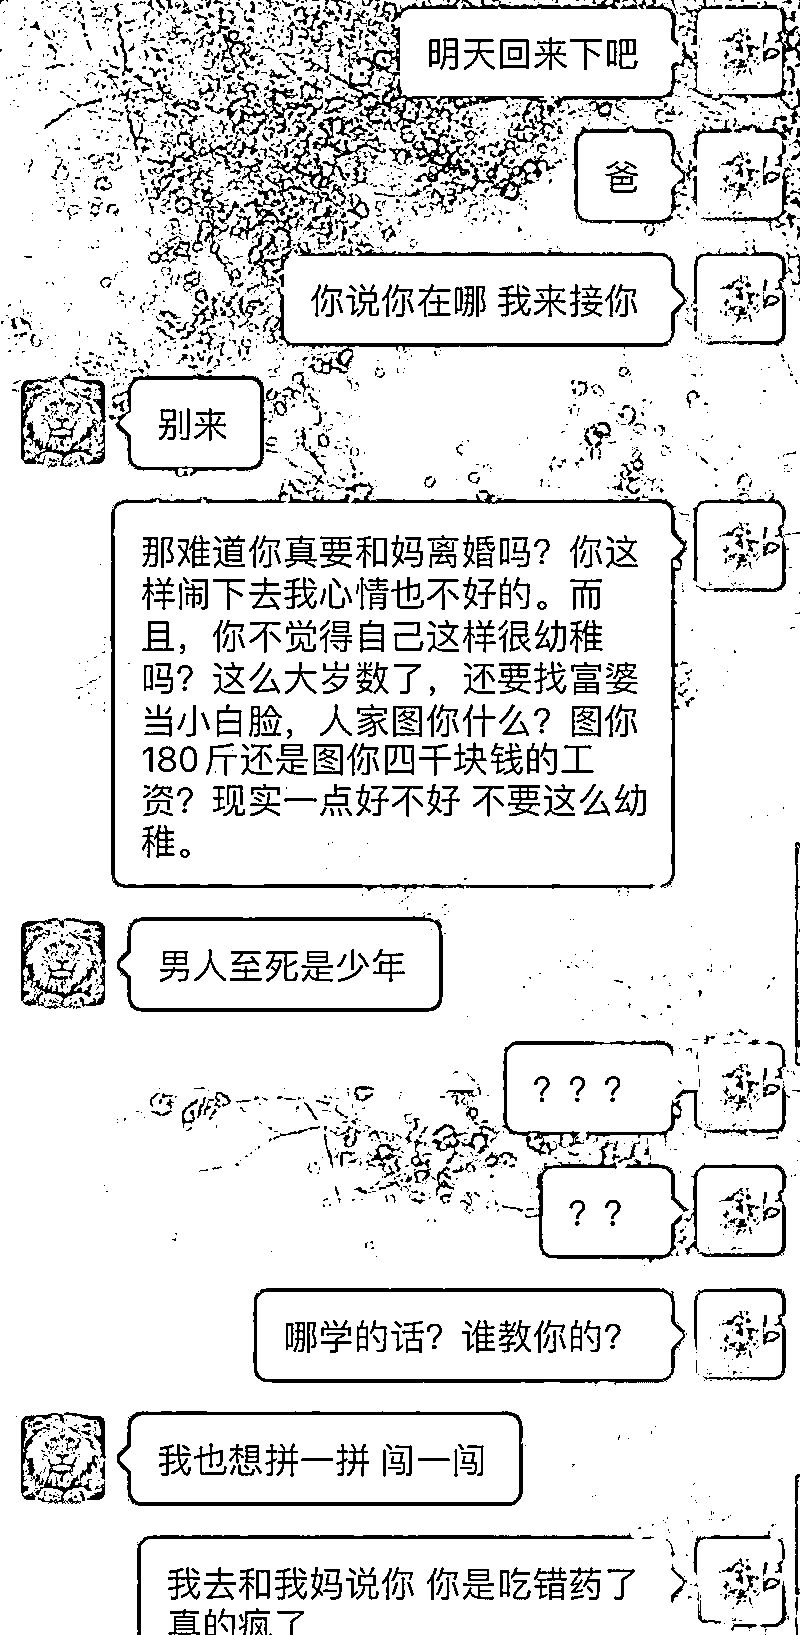 明天回来下吧
爸
你说你在哪 我来接你
别来
那难道你真要和妈离婚吗？你这
样闹下去我心情也不好的。而
且，你不觉得自己这样很幼稚
吗？这么大岁数了，还要找富婆
当小白脸，人家图你什么？图你
180斤还是图你四千块钱的工
资？现实一点好不好 不要这么幼
稚。
男人至死是少年
？？？
？？
哪学的话？谁教你的？
我也想拼一拼 闯一闯
我去和我妈说你 你是吃错药了
真的疯了